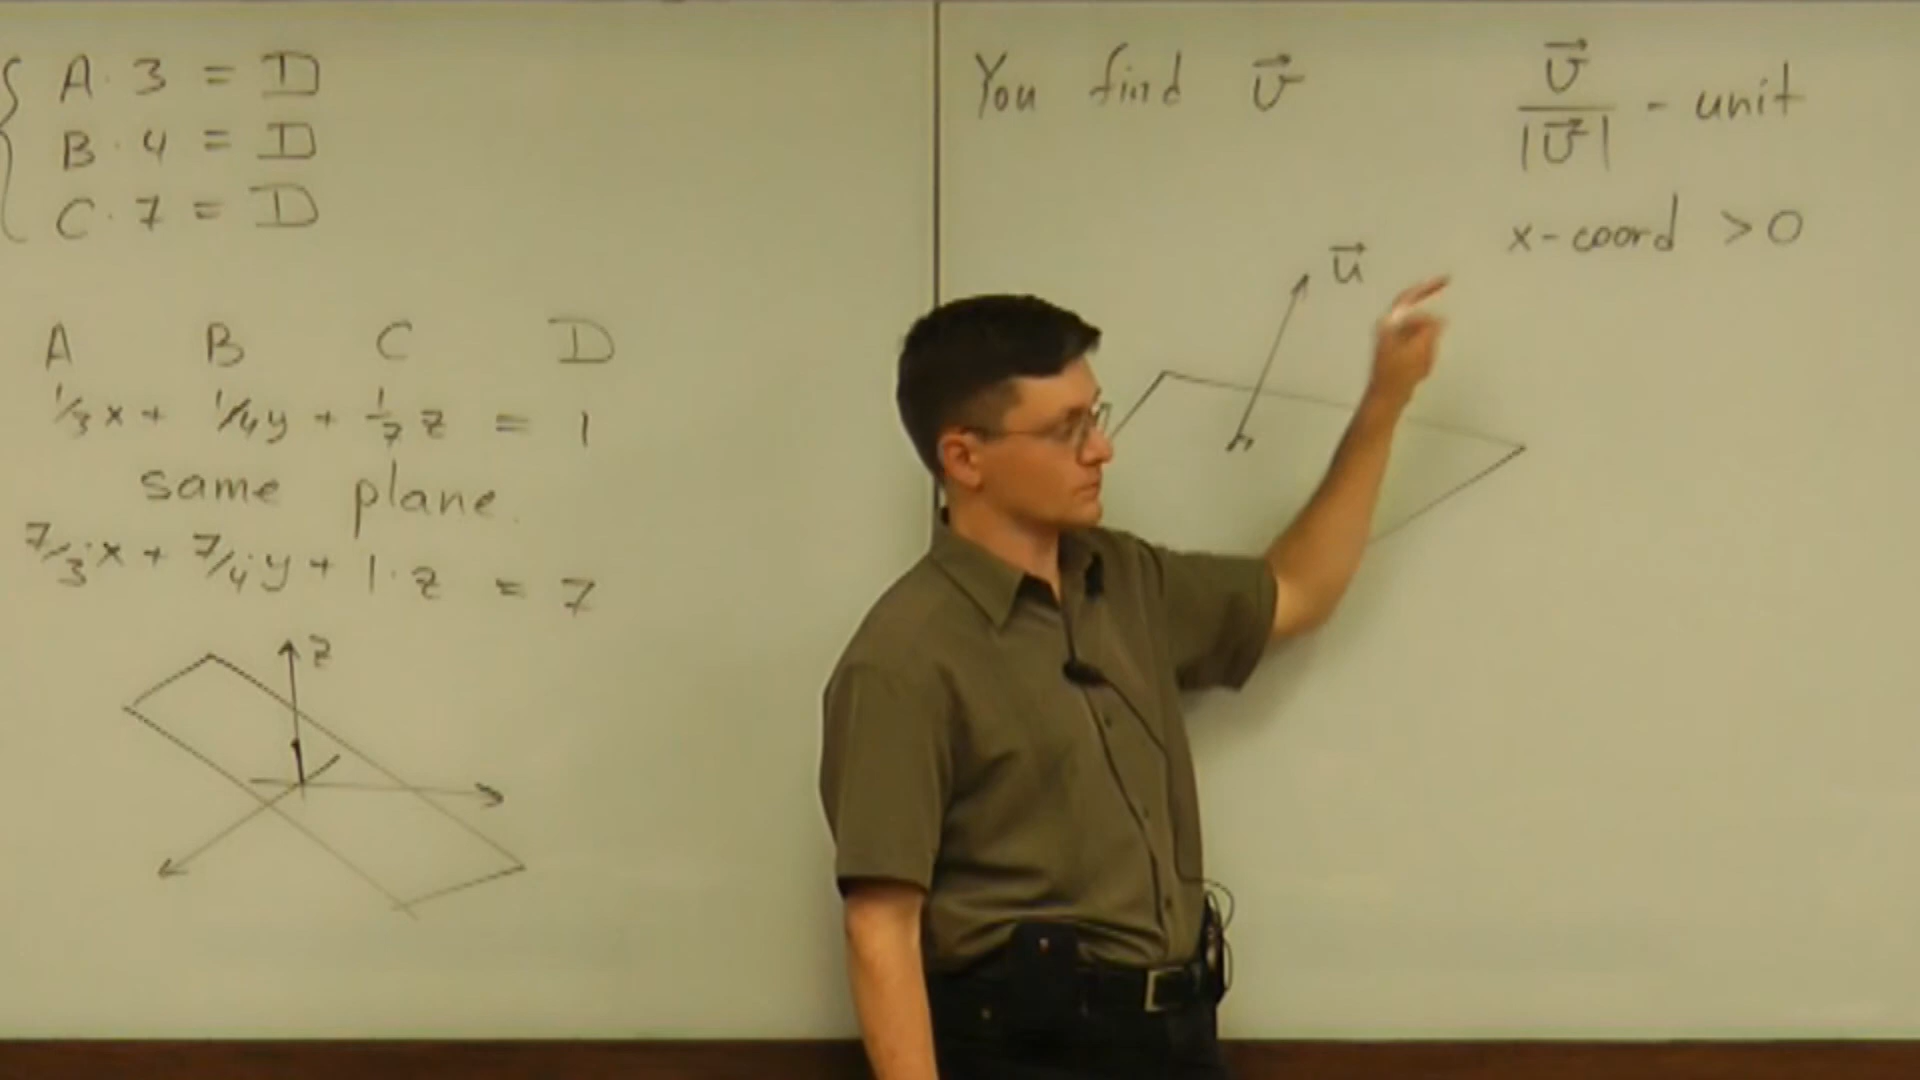 A · 3 = D
B · 4 = D
C · 7 = D
A B C D
1/3 x + 1/4 y + 1/7 z = 1
same plane.
7/3 x + 7/4 y + 1 · z = 7
z
You find v⃗
v⃗ / |v⃗| - unit
x-coord > 0
u⃗